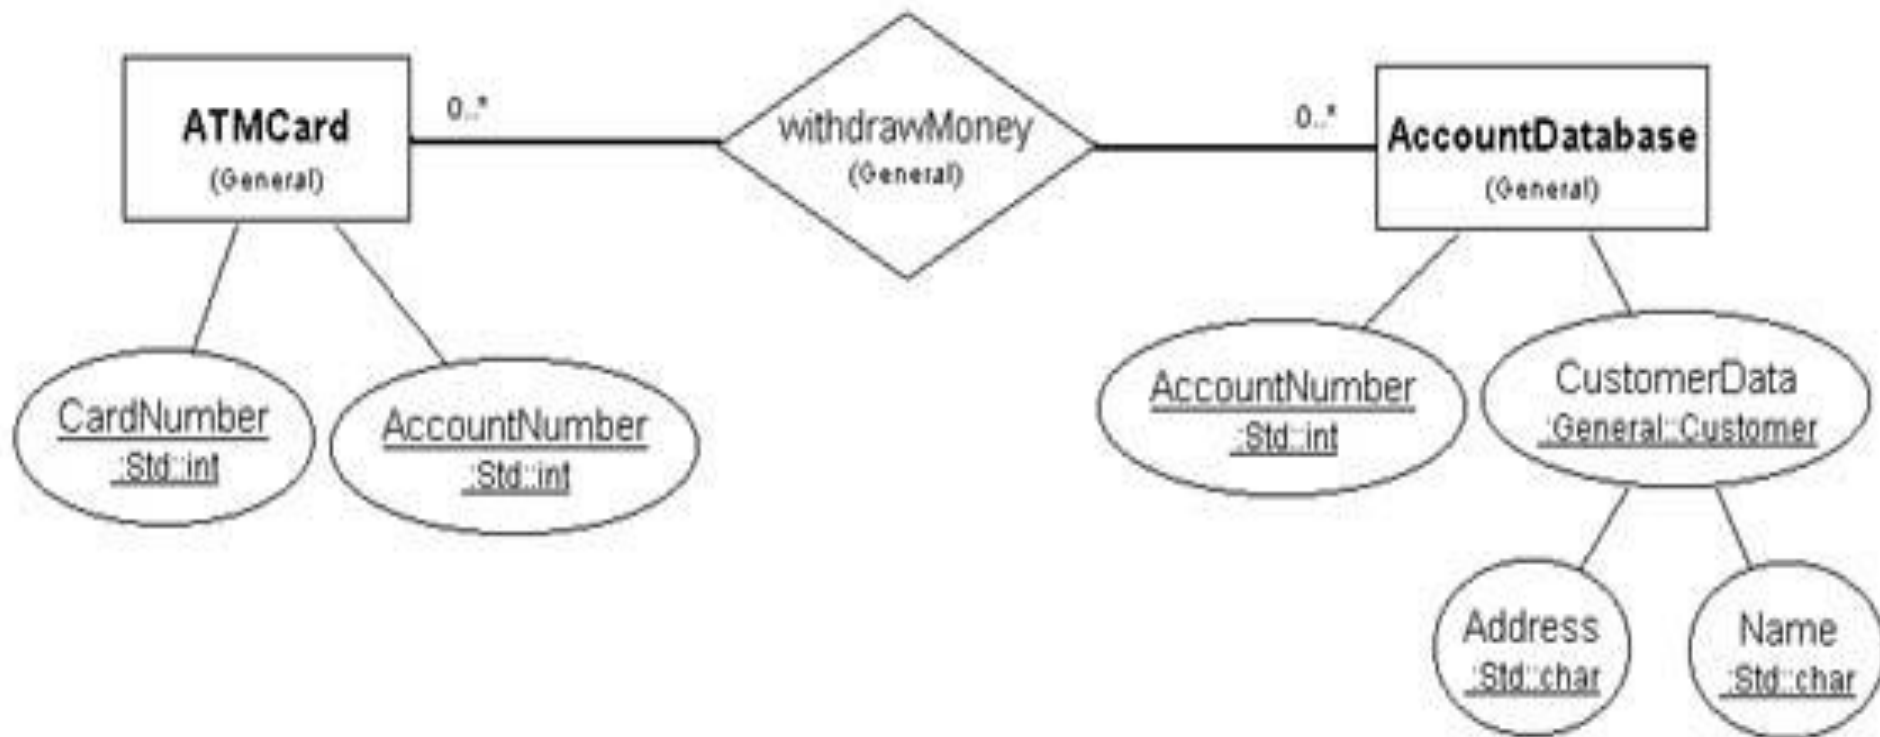 ATMCard
(General)
0..*
withdrawMoney
(General)
0..*
AccountDatabase
(General)
CardNumber
:Std::int
AccountNumber
:Std::int
AccountNumber
:Std::int
CustomerData
:General::Customer
Address
:Std::char
Name
:Std::char